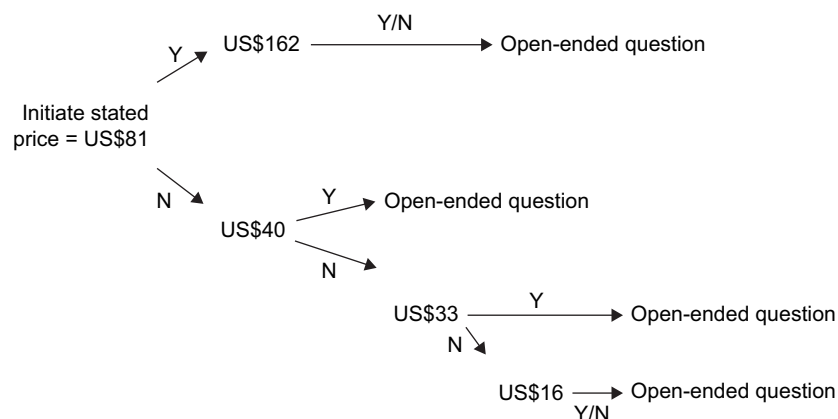 Y/N
Y
US$162
Open-ended question
Initiate stated
price = US$81
N
Y
Open-ended question
US$40
N
US$33
Y
Open-ended question
N
US$16
Open-ended question
Y/N